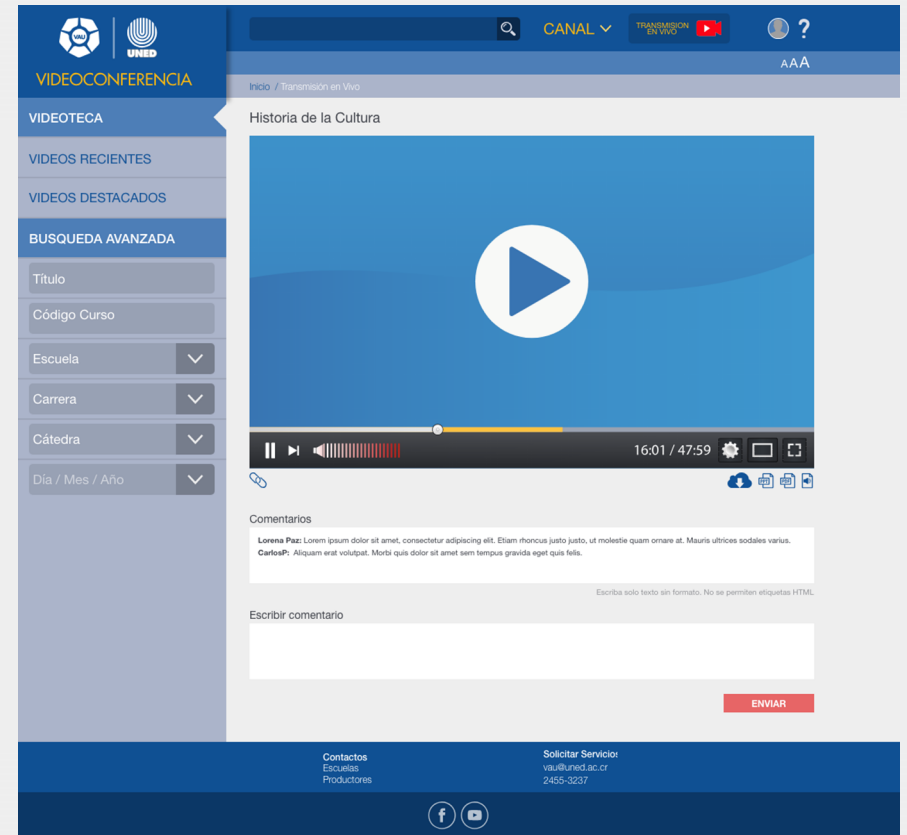 VAU
UNED
VIDEOCONFERENCIA
CANAL
TRANSMISION
EN VIVO
?
AAA
Inicio / Transmisión en Vivo
VIDEOTECA
VIDEOS RECIENTES
VIDEOS DESTACADOS
BUSQUEDA AVANZADA
Título
Código Curso
Escuela
Carrera
Cátedra
Día / Mes / Año
Historia de la Cultura
16:01 / 47:59
Comentarios
Lorena Paz: Lorem ipsum dolor sit amet, consectetur adipiscing elit. Etiam rhoncus justo justo, ut molestie quam ornare at. Mauris ultrices sodales varius.
CarlosP: Aliquam erat volutpat. Morbi quis dolor sit amet sem tempus gravida eget quis felis.
Escriba solo texto sin formato. No se permiten etiquetas HTML
Escribir comentario
ENVIAR
Contactos
Escuelas
Productores
Solicitar Servicios
vau@uned.ac.cr
2455-3237
f